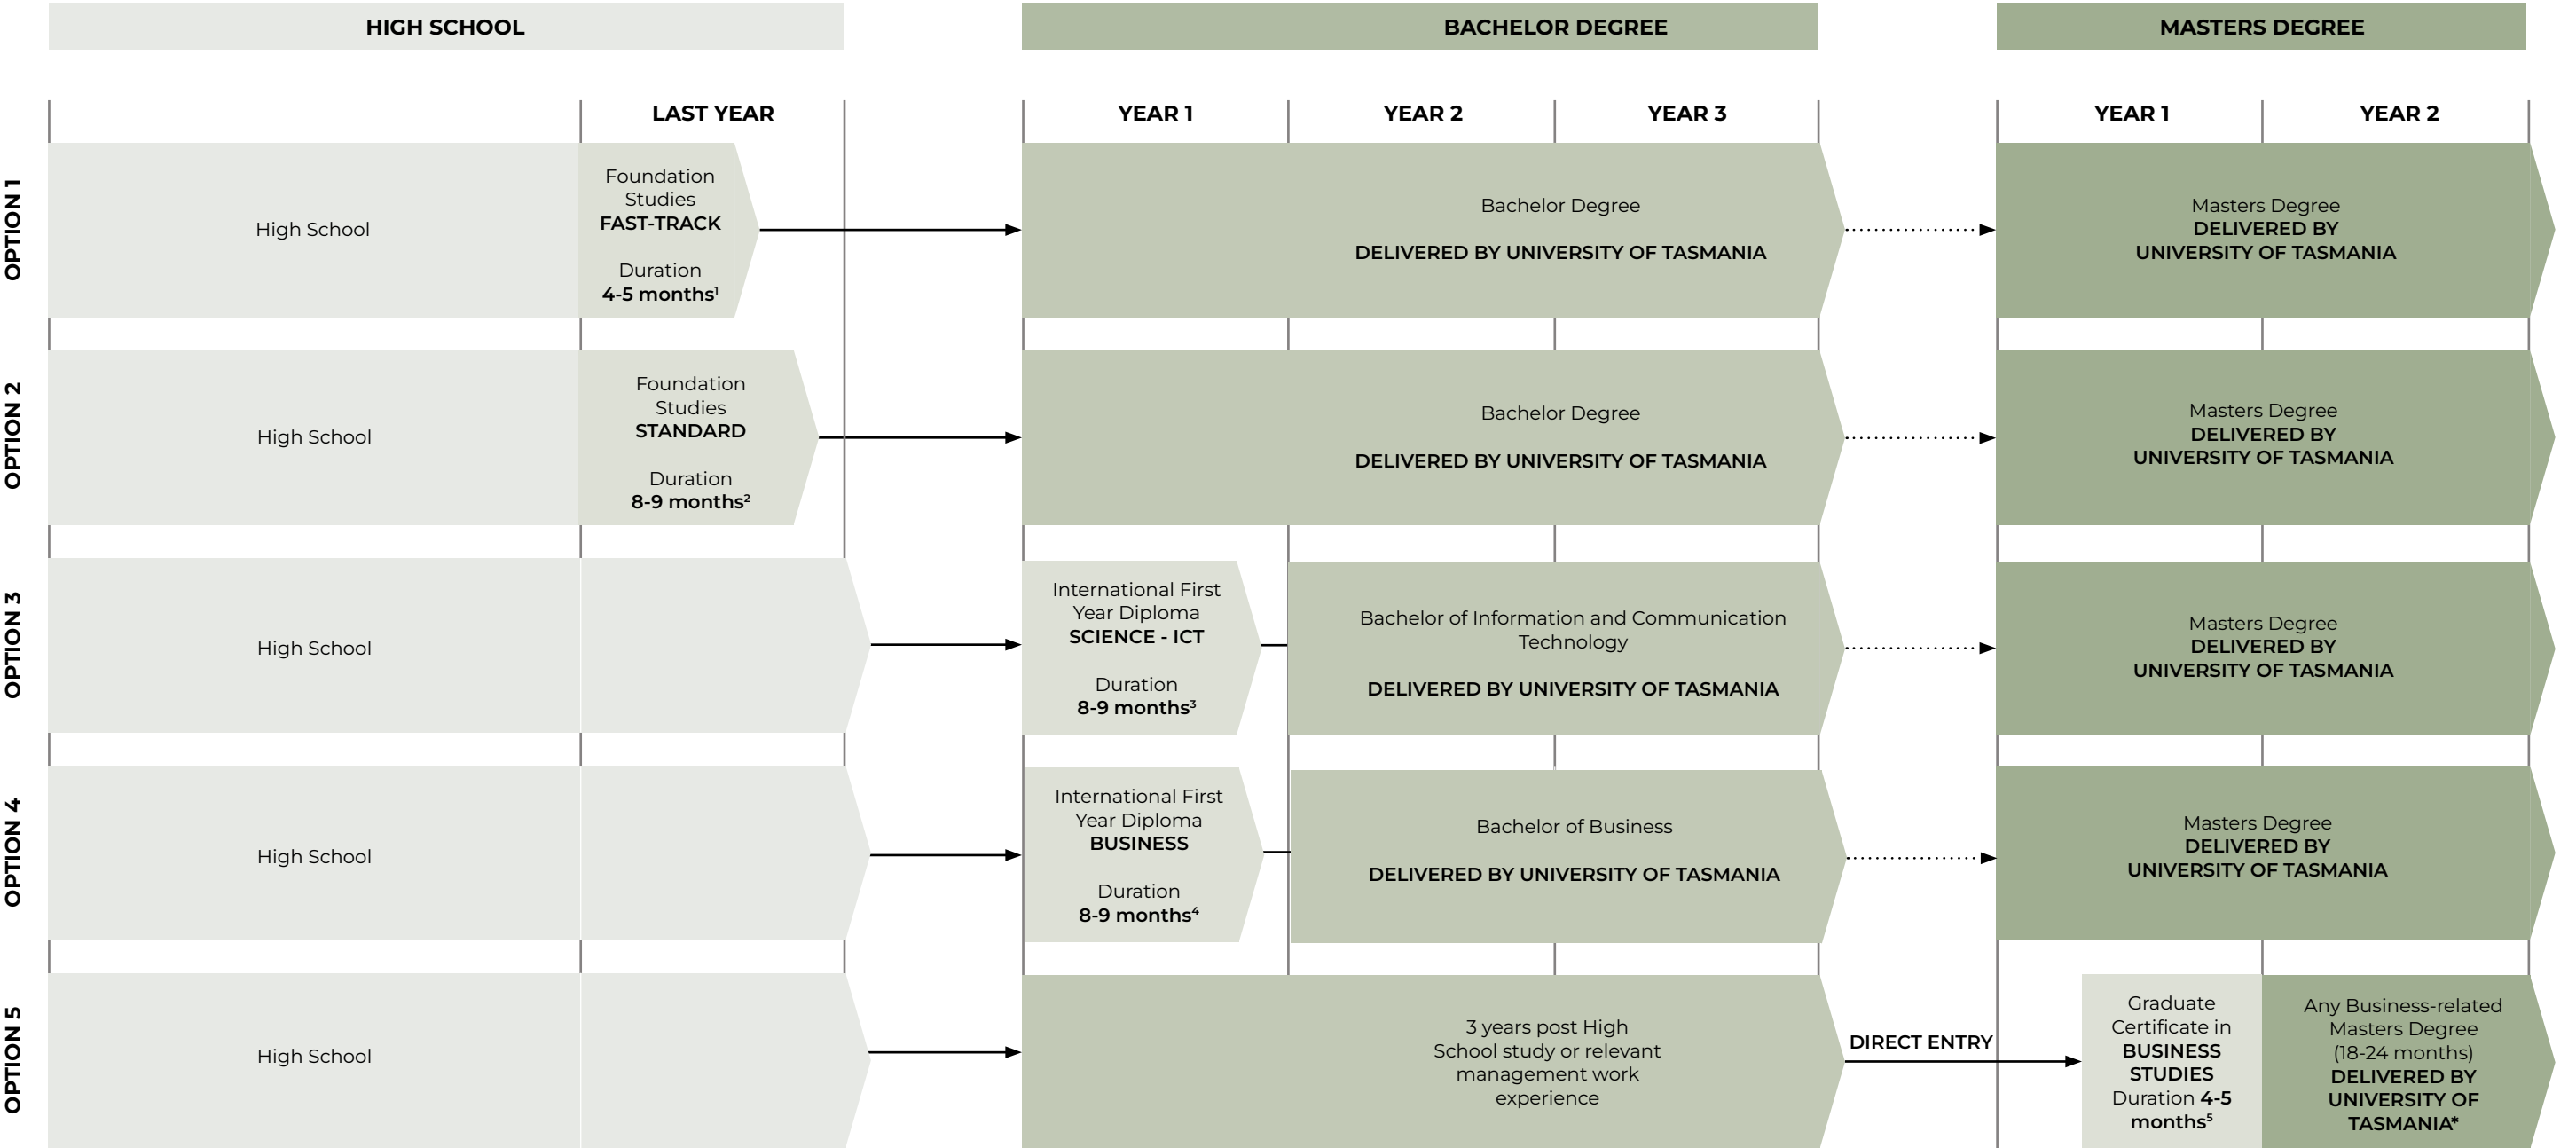 HIGH SCHOOL
BACHELOR DEGREE
MASTERS DEGREE
LAST YEAR
YEAR 1
YEAR 2
YEAR 3
YEAR 1
YEAR 2
OPTION 1
High School
Foundation
Studies
FAST-TRACK
Duration
4-5 months¹
Bachelor Degree
DELIVERED BY UNIVERSITY OF TASMANIA
Masters Degree
DELIVERED BY
UNIVERSITY OF TASMANIA
OPTION 2
High School
Foundation
Studies
STANDARD
Duration
8-9 months²
Bachelor Degree
DELIVERED BY UNIVERSITY OF TASMANIA
Masters Degree
DELIVERED BY
UNIVERSITY OF TASMANIA
OPTION 3
High School
International First
Year Diploma
SCIENCE - ICT
Duration
8-9 months³
Bachelor of Information and Communication
Technology
DELIVERED BY UNIVERSITY OF TASMANIA
Masters Degree
DELIVERED BY
UNIVERSITY OF TASMANIA
OPTION 4
High School
International First
Year Diploma
BUSINESS
Duration
8-9 months⁴
Bachelor of Business
DELIVERED BY UNIVERSITY OF TASMANIA
Masters Degree
DELIVERED BY
UNIVERSITY OF TASMANIA
OPTION 5
High School
3 years post High
School study or relevant
management work
experience
DIRECT ENTRY
Graduate
Certificate in
BUSINESS
STUDIES
Duration 4-5
months⁵
Any Business-related
Masters Degree
(18-24 months)
DELIVERED BY
UNIVERSITY OF
TASMANIA*